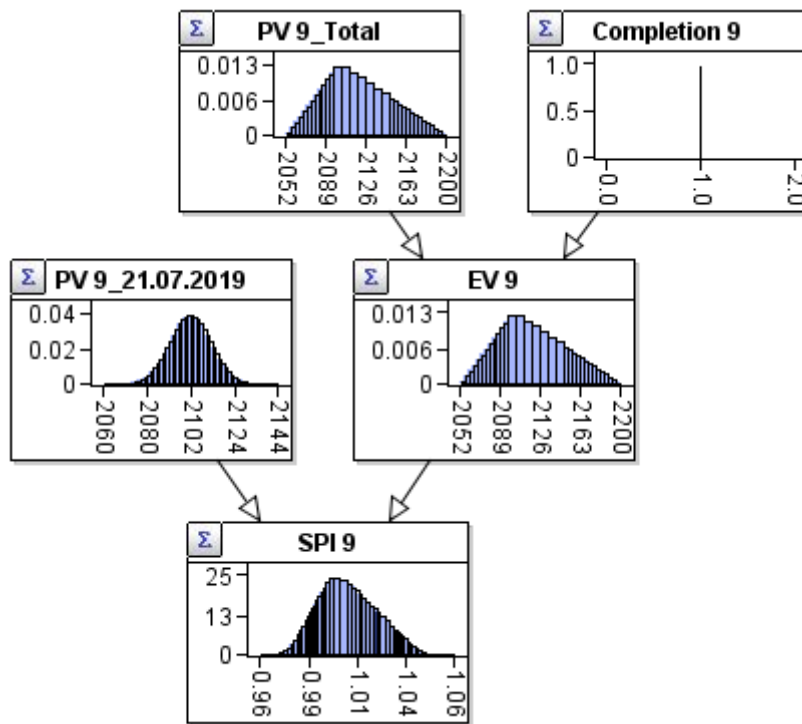 Σ PV 9_Total
0.013
0.006
0
2052 2089 2126 2163 2200
Σ Completion 9
1.0
0.5
0
0.0 1.0 2.0
Σ PV 9_21.07.2019
0.04
0.02
0
2060 2080 2102 2124 2144
Σ EV 9
0.013
0.006
0
2052 2089 2126 2163 2200
Σ SPI 9
25
13
0
0.96 0.99 1.01 1.04 1.06